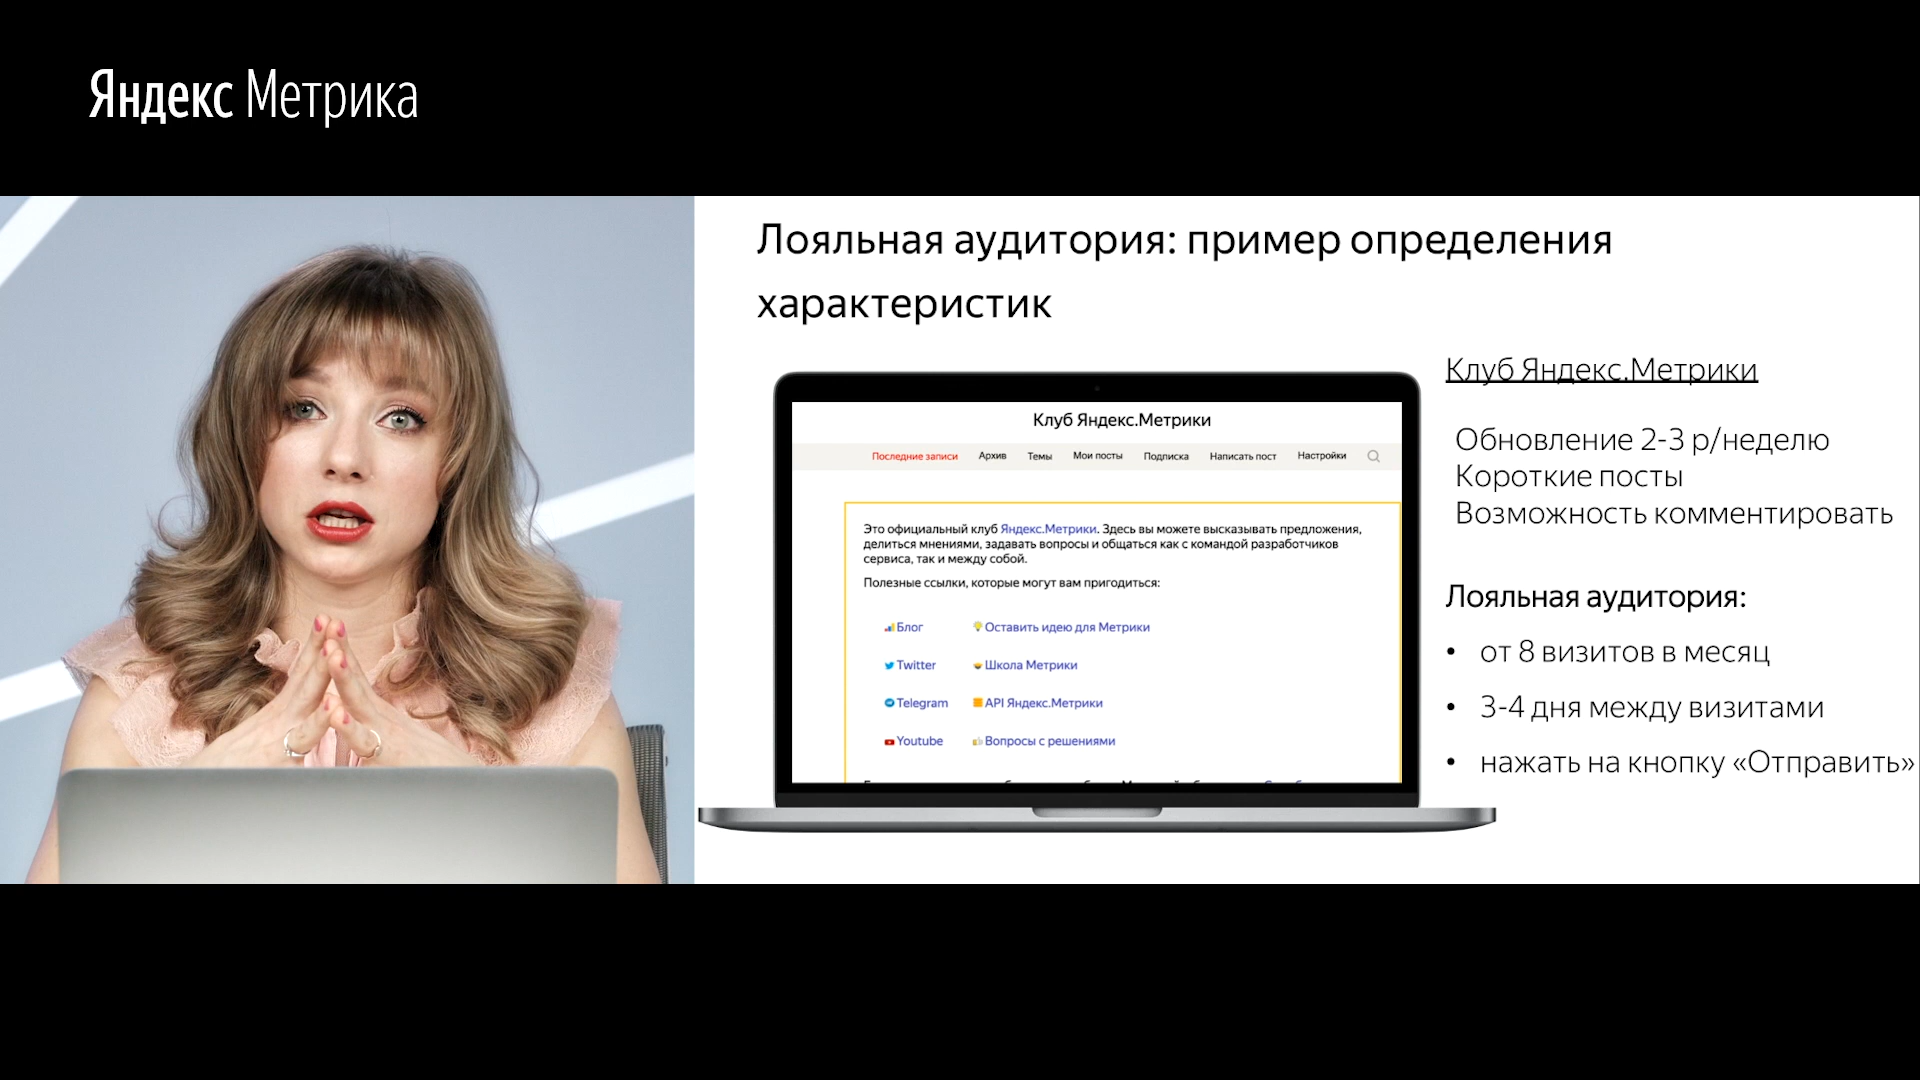 Яндекс Метрика
Лояльная аудитория: пример определения
характеристик
Клуб Яндекс.Метрики
Последние записи Архив Темы Мои посты Подписка Написать пост Настройки
Это официальный клуб Яндекс.Метрики. Здесь вы можете высказывать предложения,
делиться мнениями, задавать вопросы и общаться как с командой разработчиков
сервиса, так и между собой.
Полезные ссылки, которые могут вам пригодиться:
Блог Оставить идею для Метрики
Twitter Школа Метрики
Telegram API Яндекс.Метрики
Youtube Вопросы с решениями
Клуб Яндекс.Метрики
Обновление 2-3 р/неделю
Короткие посты
Возможность комментировать
Лояльная аудитория:
• от 8 визитов в месяц
• 3-4 дня между визитами
• нажать на кнопку «Отправить»